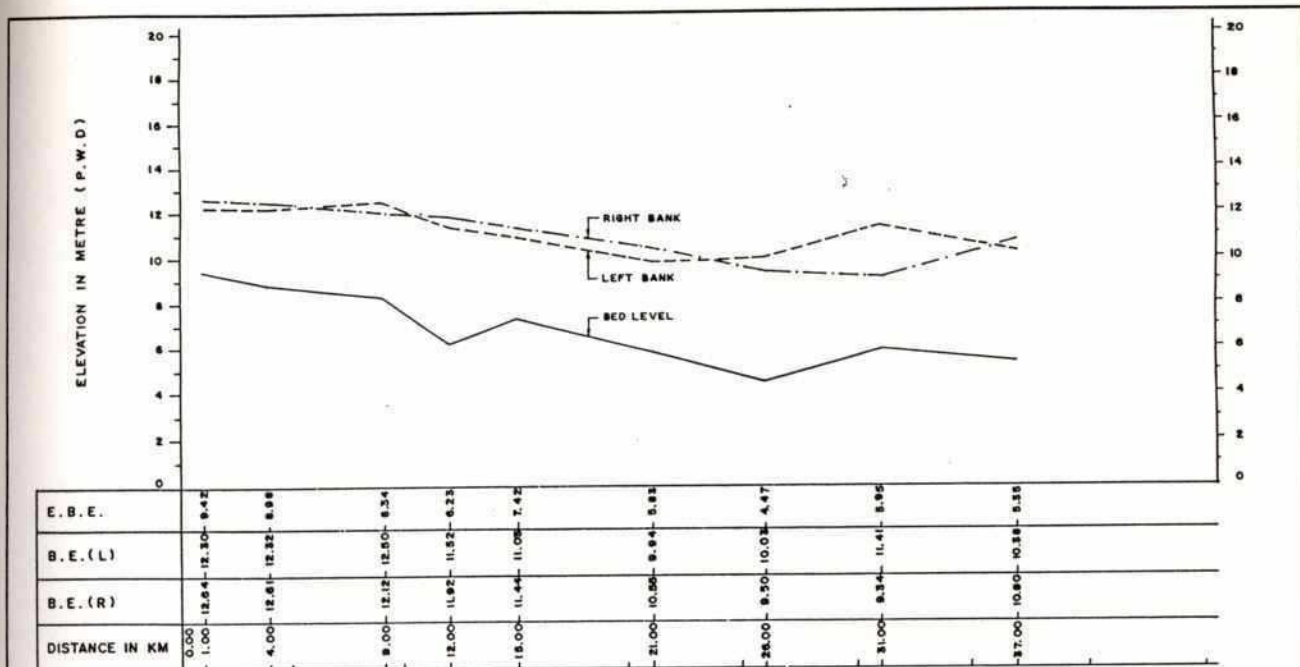 ELEVATION IN METRE (P.W.D)
20
18
16
14
12
10
8
6
4
2
0
20
18
16
14
12
10
8
6
4
2
0
RIGHT BANK
LEFT BANK
BED LEVEL
E.B.E. 9.42 8.98 8.34 6.23 7.42 5.83 4.47 5.95 5.55
B.E.(L) 12.30 12.32 12.50 11.52 11.05 9.94 10.03 11.41 10.38
B.E.(R) 12.64 12.61 12.12 11.92 11.44 10.56 9.50 9.34 10.90
DISTANCE IN KM 0.00 1.00 4.00 9.00 12.00 15.00 21.00 26.00 31.00 37.00